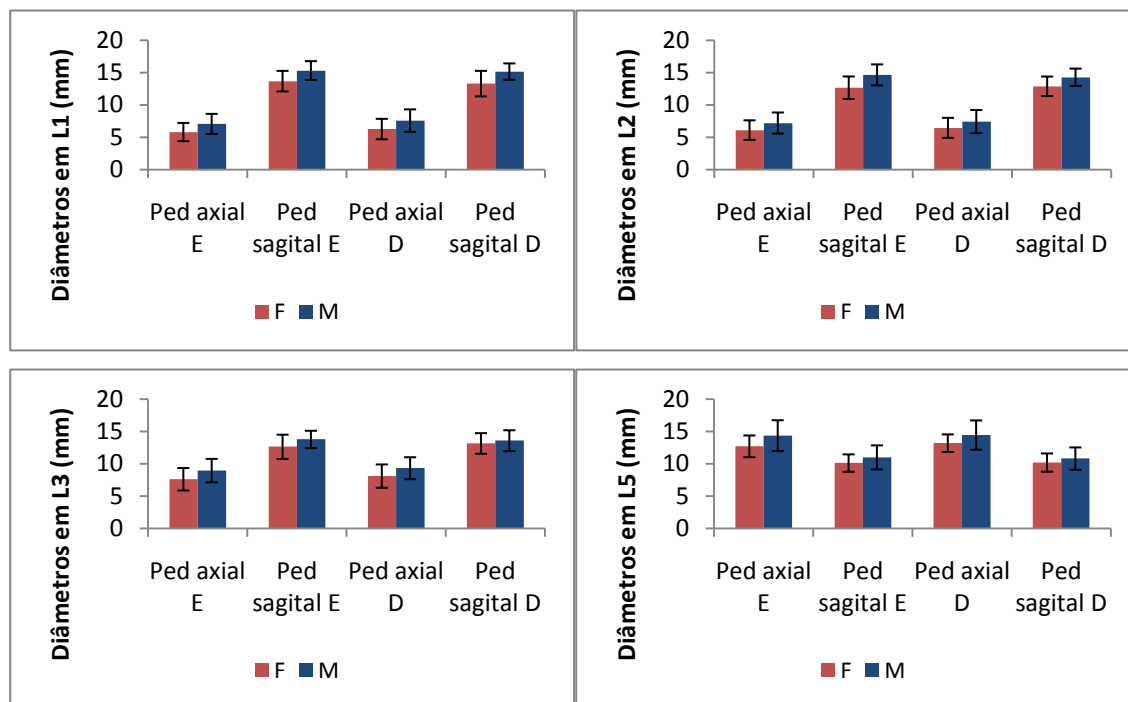 Diâmetros em L1 (mm)
20
15
10
5
0
Ped axial
E
Ped
sagital E
Ped axial
D
Ped
sagital D
F
M
Diâmetros em L2 (mm)
20
15
10
5
0
Ped axial
E
Ped
sagital E
Ped axial
D
Ped
sagital D
F
M
Diâmetros em L3 (mm)
20
15
10
5
0
Ped axial
E
Ped
sagital E
Ped axial
D
Ped
sagital D
F
M
Diâmetros em L5 (mm)
20
15
10
5
0
Ped axial
E
Ped
sagital E
Ped axial
D
Ped
sagital D
F
M